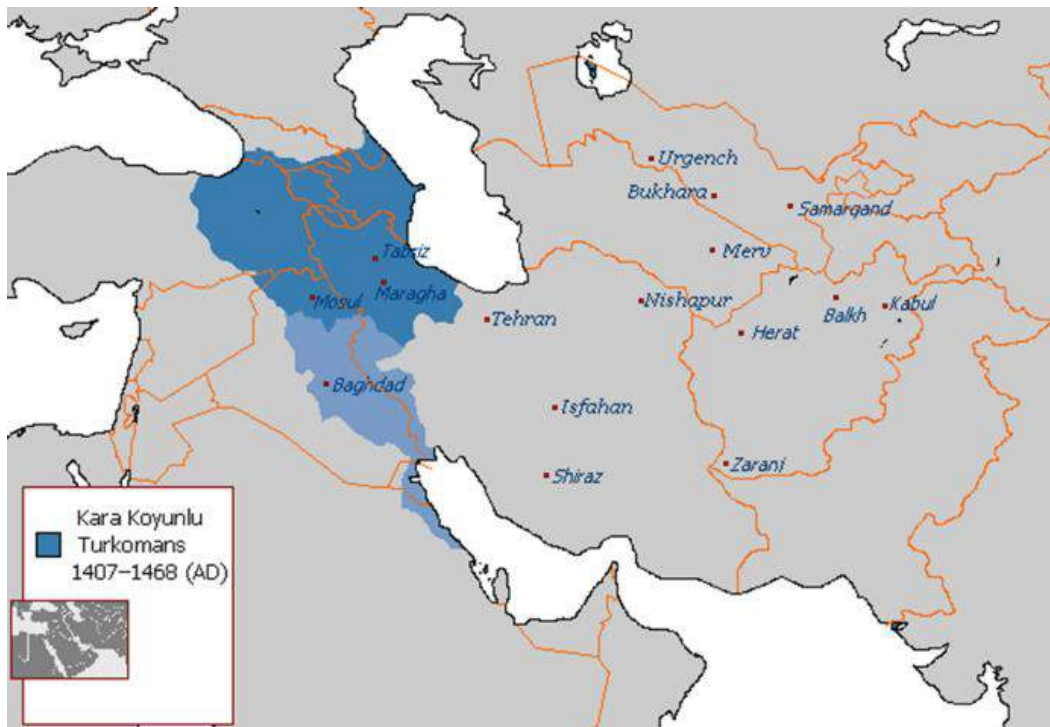 Urgench
Bukhara
Samarqand
Merv
Tabriz
Maragha
Mosul
Nishapur
Balkh
Kabul
Tehran
Herat
Baghdad
Isfahan
Zaranj
Shiraz
Kara Koyunlu
Turkomans
1407–1468 (AD)